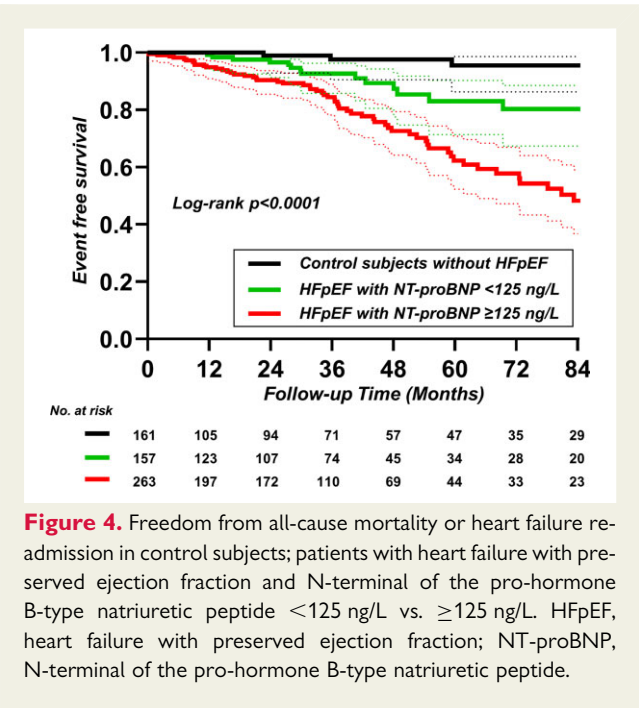 1.0
0.8
0.6
0.4
0.2
0.0
Event free survival
Log-rank p<0.0001
Control subjects without HFpEF
HFpEF with NT-proBNP <125 ng/L
HFpEF with NT-proBNP ≥125 ng/L
0 12 24 36 48 60 72 84
Follow-up Time (Months)
No. at risk
161 105 94 71 57 47 35 29
157 123 107 74 45 34 28 20
263 197 172 110 69 44 33 23
Figure 4. Freedom from all-cause mortality or heart failure re-
admission in control subjects; patients with heart failure with pre-
served ejection fraction and N-terminal of the pro-hormone
B-type natriuretic peptide <125 ng/L vs. ≥125 ng/L. HFpEF,
heart failure with preserved ejection fraction; NT-proBNP,
N-terminal of the pro-hormone B-type natriuretic peptide.